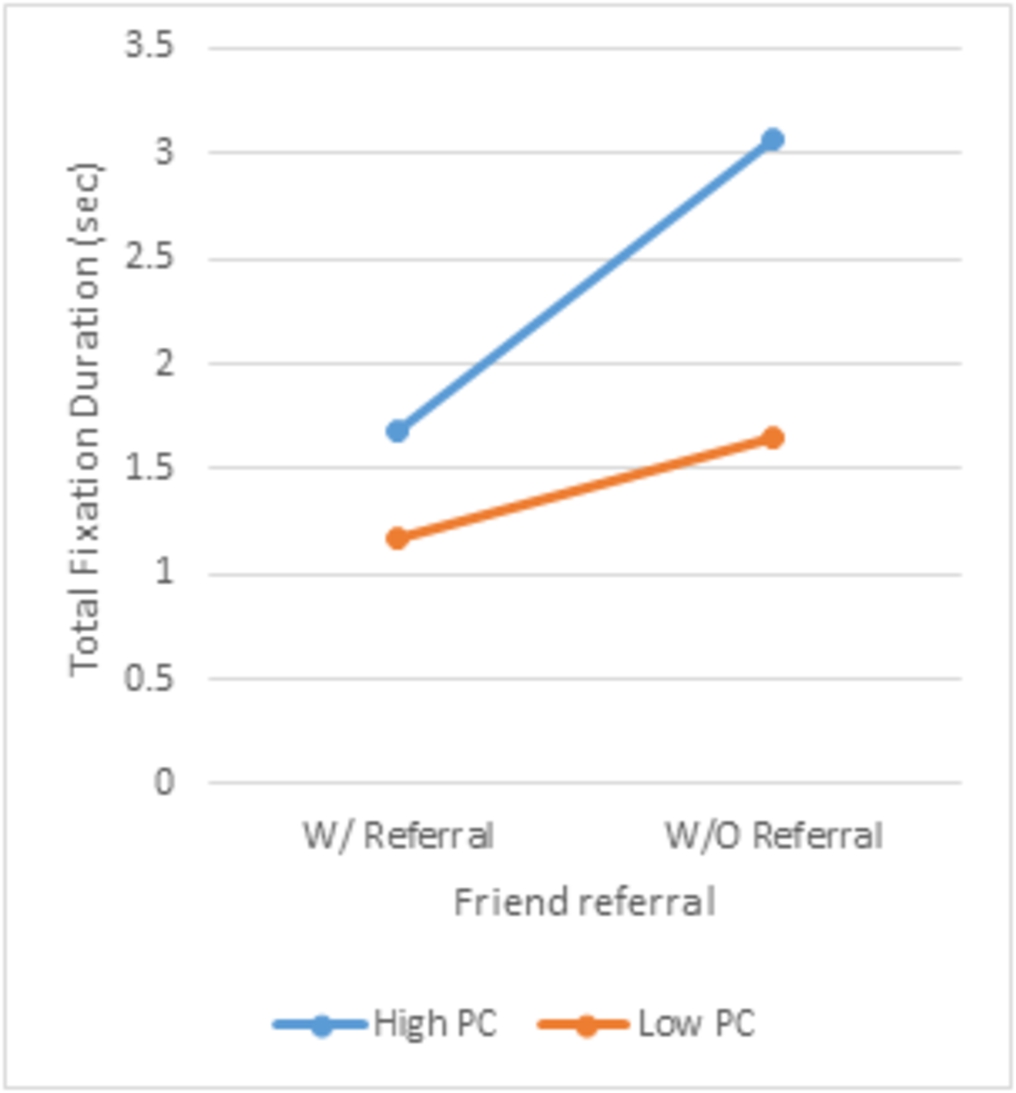 3.5
3
2.5
2
1.5
1
0.5
0
Total Fixation Duration (sec)
W/ Referral W/O Referral
Friend referral
High PC Low PC